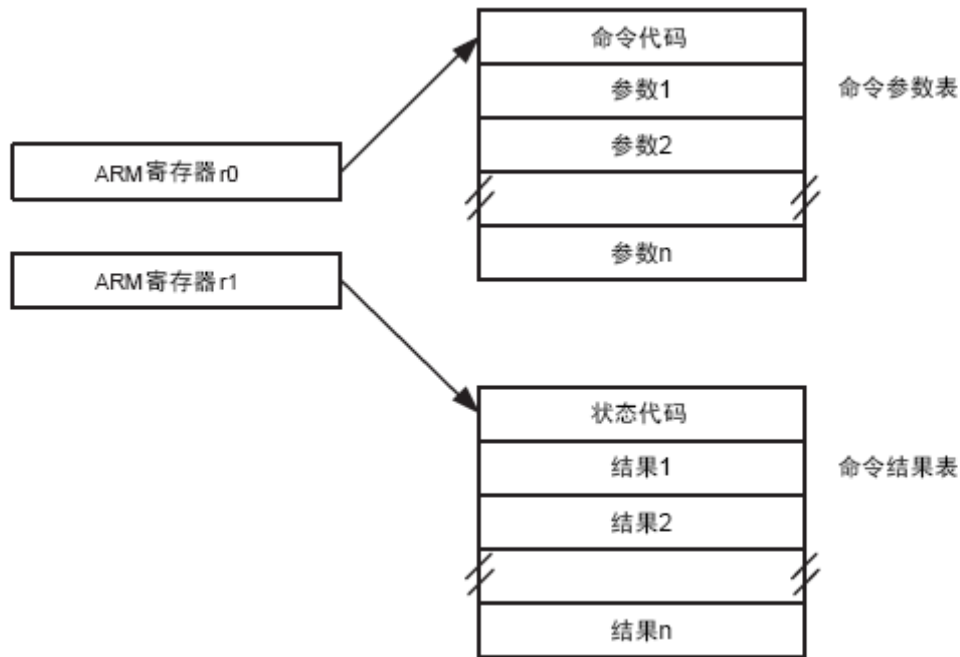 命令代码
参数1
命令参数表
参数2
ARM寄存器r0
参数n
ARM寄存器r1
状态代码
结果1
命令结果表
结果2
结果n